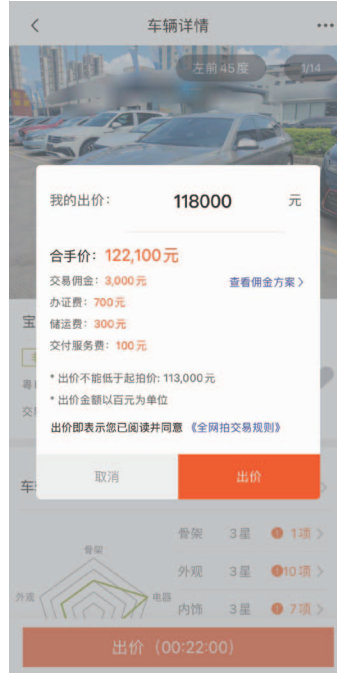 车辆详情
左前45度
1/14
我的出价：
118000
元
合手价：122,100元
交易佣金：3,000元
查看佣金方案
办证费：700元
储运费：300元
交付服务费：100元
* 出价不能低于起拍价: 113,000元
* 出价金额以百元为单位
出价即表示您已阅读并同意《全网拍交易规则》
取消
出价
宝
粤
交
车
骨架
骨架 3星 1项
外观 3星 10项
外观
电器
内饰 3星 7项
出价（00:22:00）